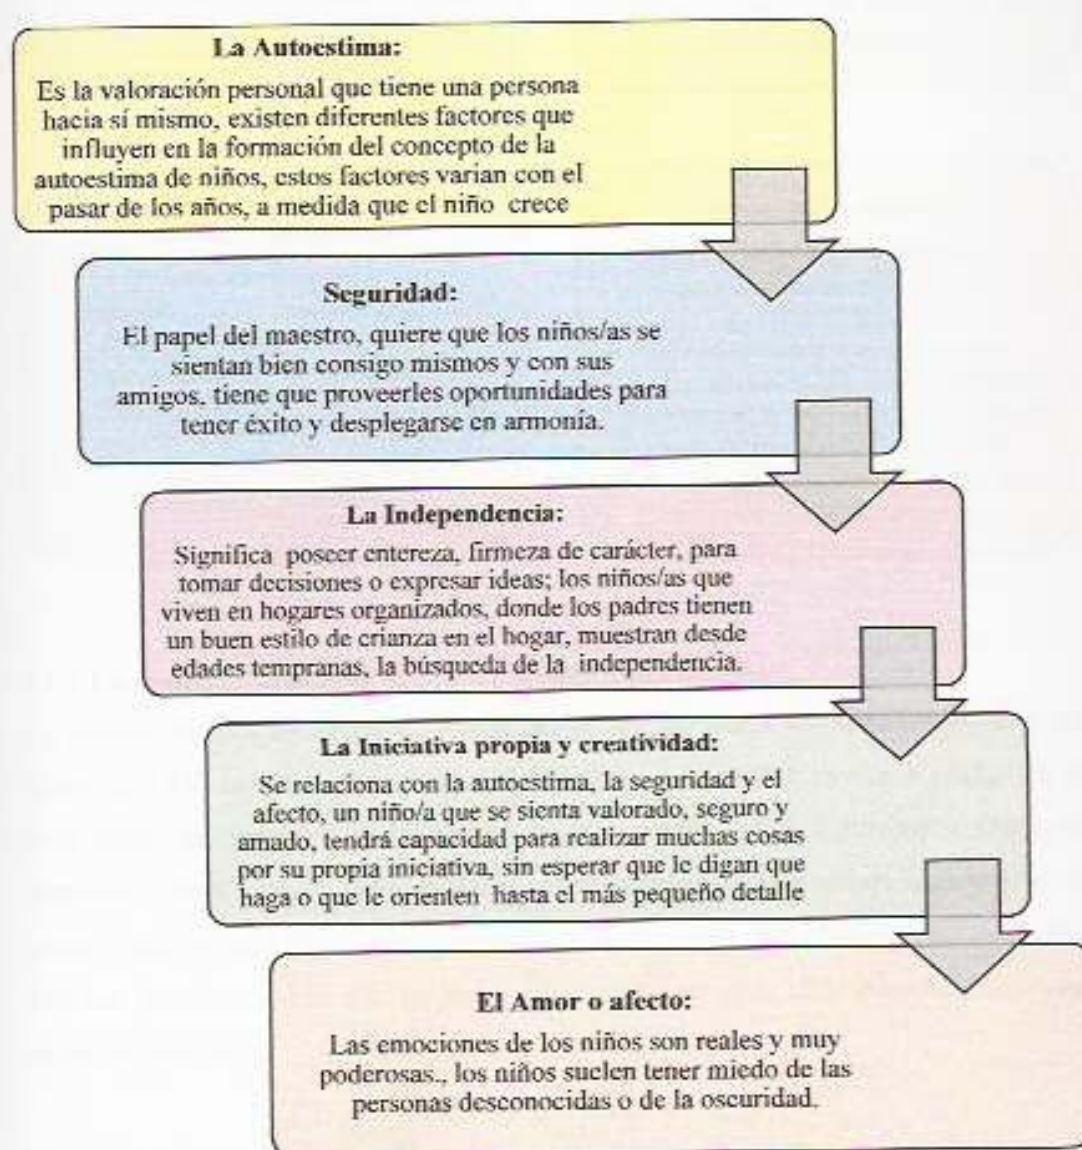 La Autoestima:
Es la valoración personal que tiene una persona
hacia sí mismo, existen diferentes factores que
influyen en la formación del concepto de la
autoestima de niños, estos factores varían con el
pasar de los años, a medida que el niño crece
Seguridad:
El papel del maestro, quiere que los niños/as se
sientan bien consigo mismos y con sus
amigos, tiene que proveerles oportunidades para
tener éxito y desplegarse en armonía.
La Independencia:
Significa poseer entereza, firmeza de carácter, para
tomar decisiones o expresar ideas; los niños/as que
viven en hogares organizados, donde los padres tienen
un buen estilo de crianza en el hogar, muestran desde
edades tempranas, la búsqueda de la independencia.
La Iniciativa propia y creatividad:
Se relaciona con la autoestima, la seguridad y el
afecto, un niño/a que se sienta valorado, seguro y
amado, tendrá capacidad para realizar muchas cosas
por su propia iniciativa, sin esperar que le digan que
haga o que le orienten hasta el más pequeño detalle
El Amor o afecto:
Las emociones de los niños son reales y muy
poderosas., los niños suelen tener miedo de las
personas desconocidas o de la oscuridad.